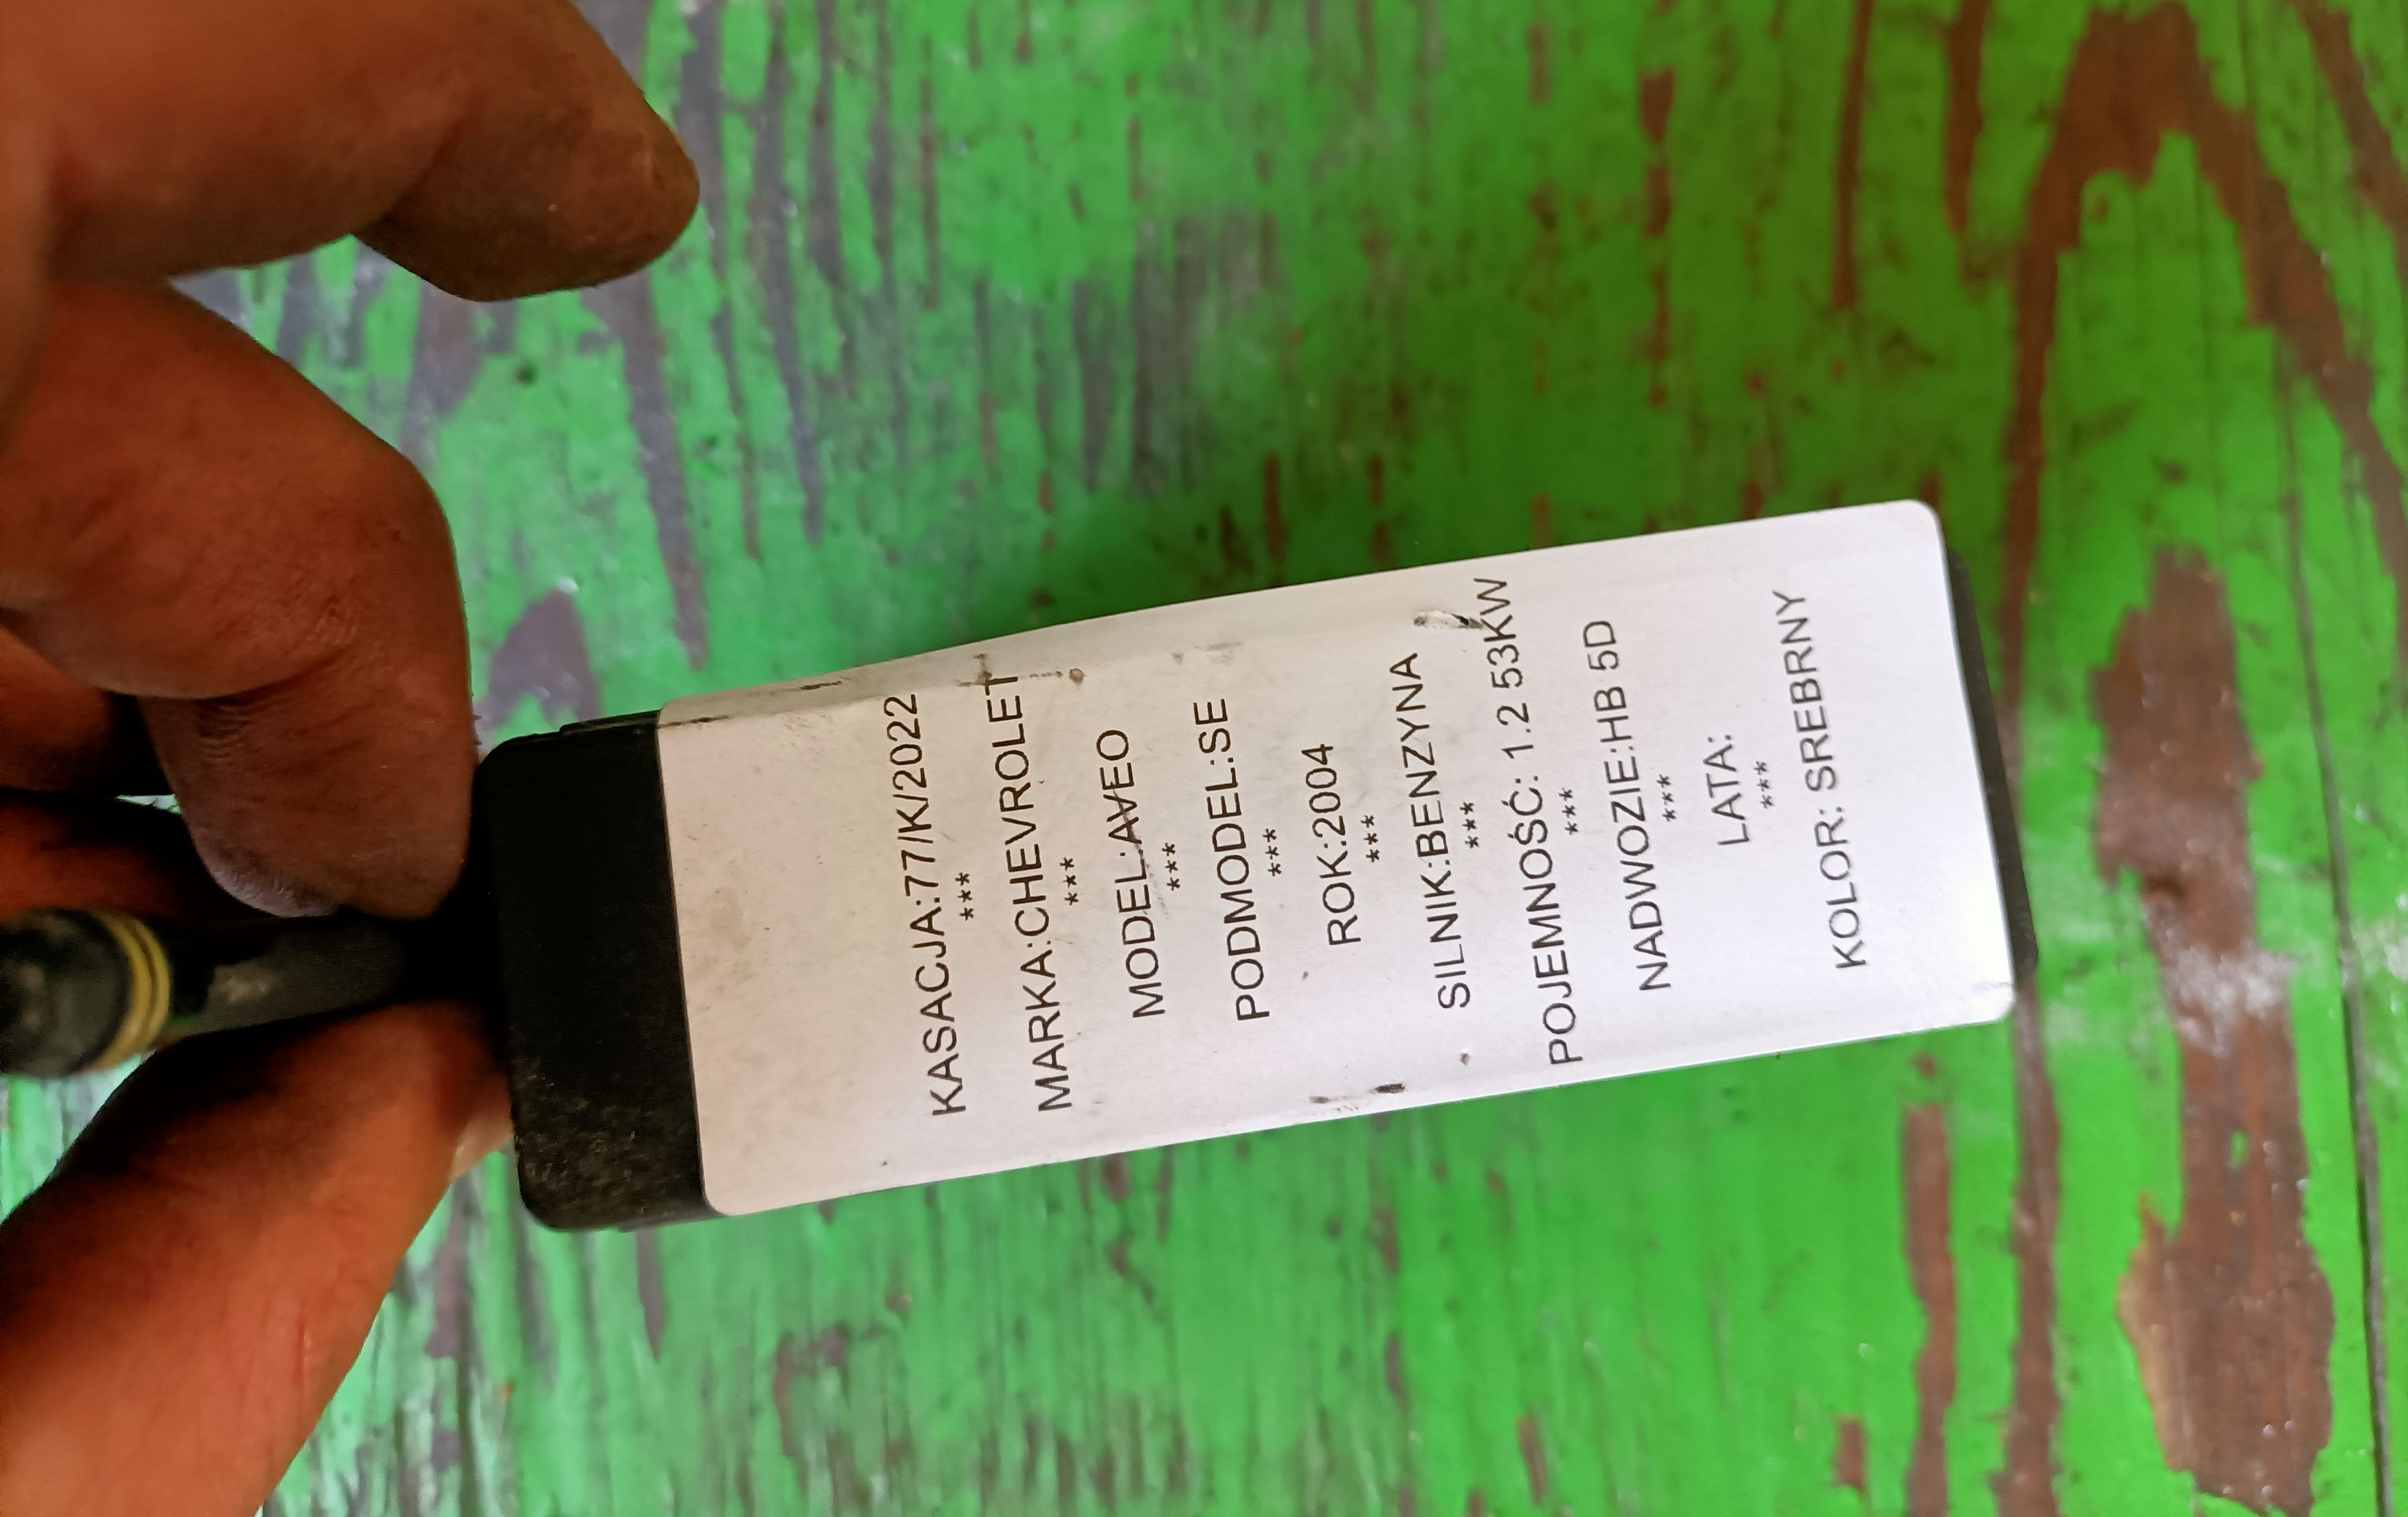 KASACJA:77/K/2022
***
MARKA:CHEVROLET
***
MODEL:AVEO
***
PODMODEL:SE
***
ROK:2004
***
SILNIK:BENZYNA
***
POJEMNOŚĆ: 1.2 53KW
***
NADWOZIE:HB 5D
***
LATA:
***
KOLOR: SREBRNY